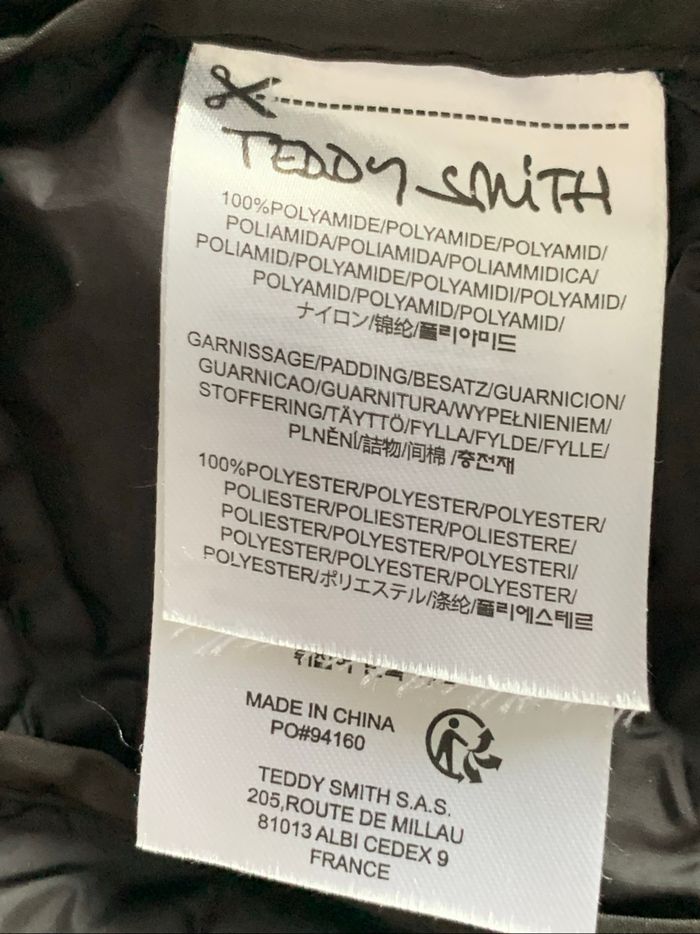 TEDDY SMiTH
100%POLYAMIDE/POLYAMIDE/POLYAMID/
POLIAMIDA/POLIAMIDA/POLIAMMIDICA/
POLIAMID/POLYAMIDE/POLYAMIDI/POLYAMID/
POLYAMID/POLYAMID/POLYAMID/
ナイロン/锦纶/폴리아미드
GARNISSAGE/PADDING/BESATZ/GUARNICION/
GUARNICAO/GUARNITURA/WYPEŁNIENIEM/
STOFFERING/TÄYTTÖ/FYLLA/FYLDE/FYLLE/
PLNĚNÍ/詰物/间棉 /충전재
100%POLYESTER/POLYESTER/POLYESTER/
POLIESTER/POLIESTER/POLIESTERE/
POLIESTER/POLYESTER/POLYESTERI/
POLYESTER/POLYESTER/POLYESTER/
POLYESTER/ポリエステル/涤纶/폴리에스테르
MADE IN CHINA
PO#94160
TEDDY SMITH S.A.S.
205,ROUTE DE MILLAU
81013 ALBI CEDEX 9
FRANCE